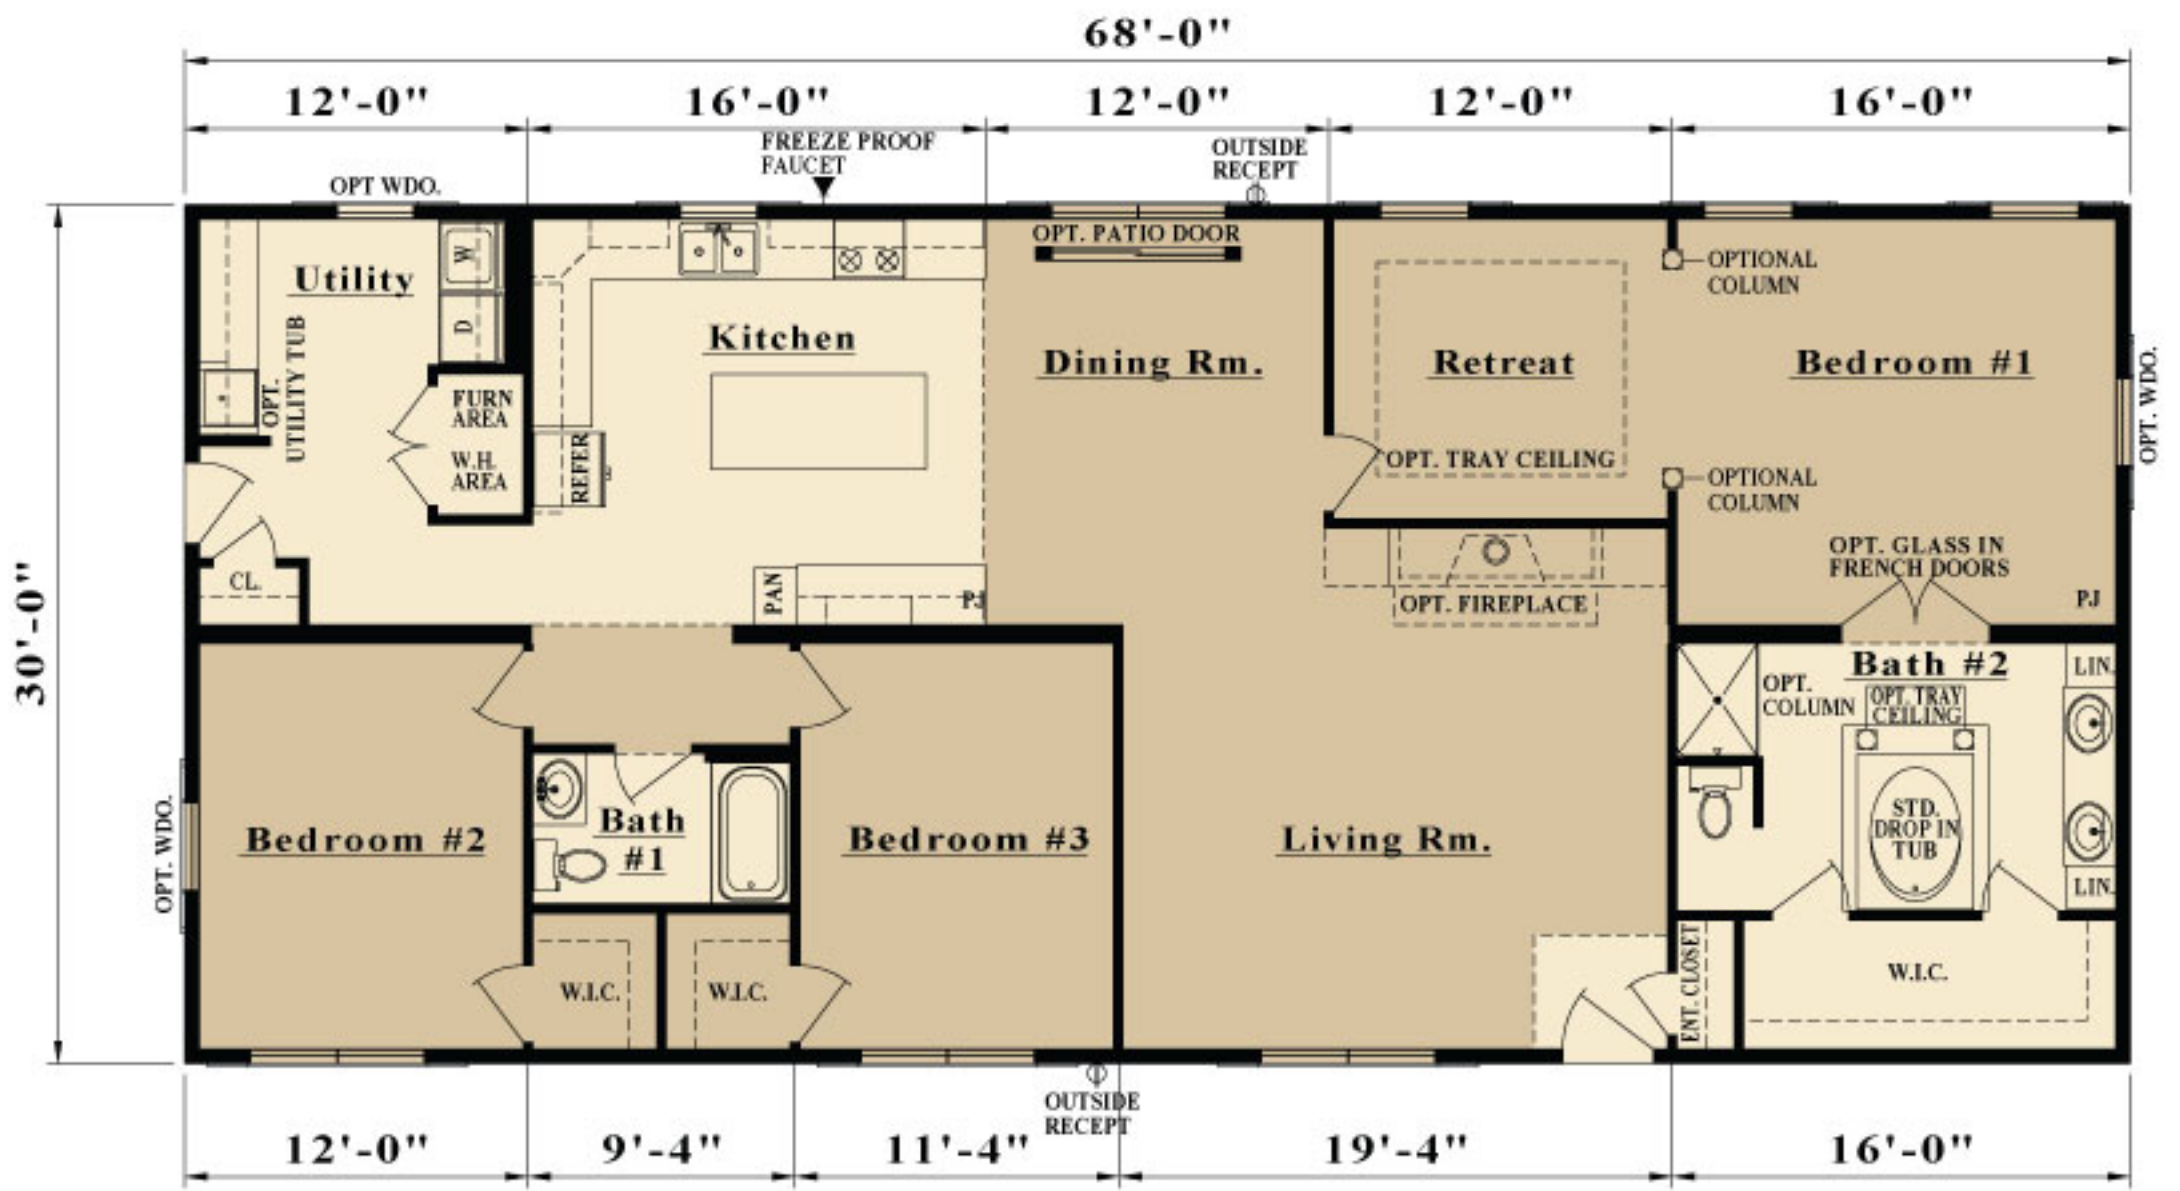 68'-0"
12'-0"
16'-0"
12'-0"
12'-0"
16'-0"
FREEZE PROOF
FAUCET
OUTSIDE
RECEPT
OPT WDO.
OPT. PATIO DOOR
Utility
W
D
OPT.
UTILITY TUB
FURN
AREA
W.H.
AREA
CL.
Kitchen
REFER
PAN
PJ
Dining Rm.
Retreat
OPT. TRAY CEILING
OPTIONAL
COLUMN
OPTIONAL
COLUMN
Bedroom #1
OPT. WDO.
OPT. GLASS IN
FRENCH DOORS
PJ
OPT. FIREPLACE
30'-0"
Bath #2
LIN.
OPT.
COLUMN
OPT. TRAY
CEILING
STD.
DROP IN
TUB
LIN.
OPT. WDO.
Bedroom #2
Bath
#1
Bedroom #3
Living Rm.
W.I.C.
W.I.C.
ENT. CLOSET
W.I.C.
OUTSIDE
RECEPT
12'-0"
9'-4"
11'-4"
19'-4"
16'-0"